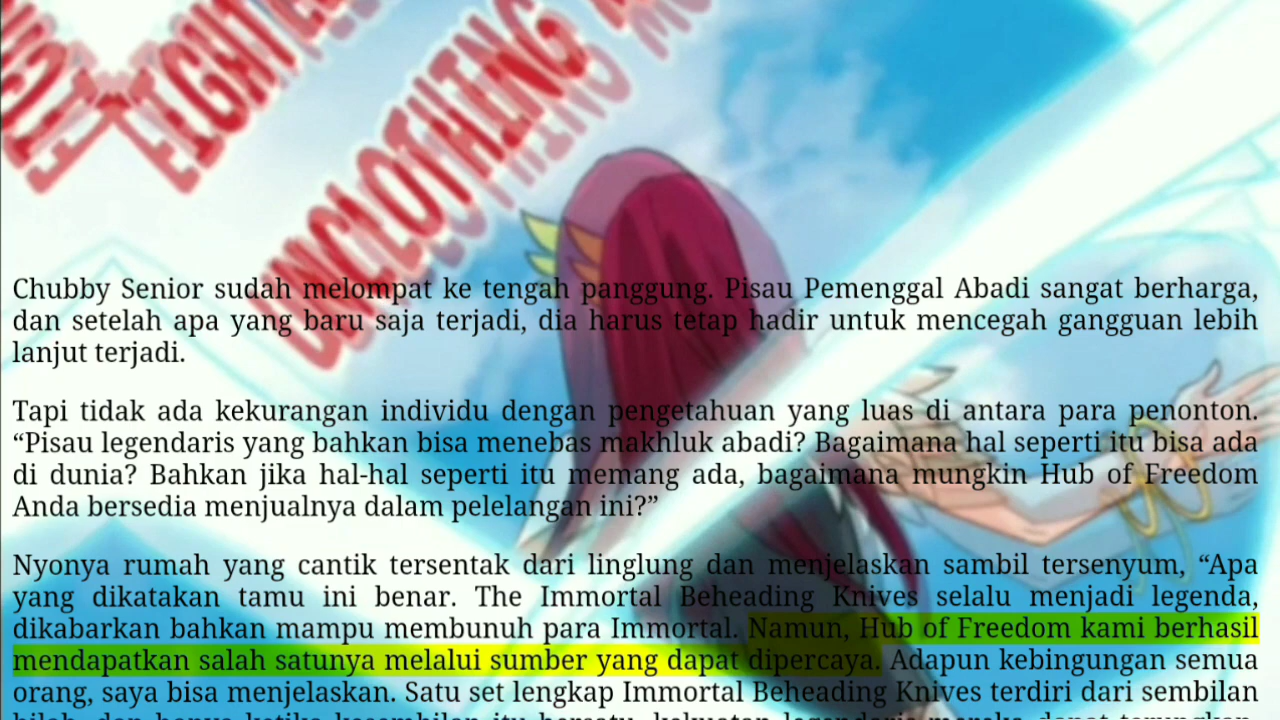 EIGHTE
UNCLOTHING
Chubby Senior sudah melompat ke tengah panggung. Pisau Pemenggal Abadi sangat berharga,
dan setelah apa yang baru saja terjadi, dia harus tetap hadir untuk mencegah gangguan lebih
lanjut terjadi.
Tapi tidak ada kekurangan individu dengan pengetahuan yang luas di antara para penonton.
“Pisau legendaris yang bahkan bisa menebas makhluk abadi? Bagaimana hal seperti itu bisa ada
di dunia? Bahkan jika hal-hal seperti itu memang ada, bagaimana mungkin Hub of Freedom
Anda bersedia menjualnya dalam pelelangan ini?”
Nyonya rumah yang cantik tersentak dari linglung dan menjelaskan sambil tersenyum, “Apa
yang dikatakan tamu ini benar. The Immortal Beheading Knives selalu menjadi legenda,
dikabarkan bahkan mampu membunuh para Immortal. Namun, Hub of Freedom kami berhasil
mendapatkan salah satunya melalui sumber yang dapat dipercaya. Adapun kebingungan semua
orang, saya bisa menjelaskan. Satu set lengkap Immortal Beheading Knives terdiri dari sembilan